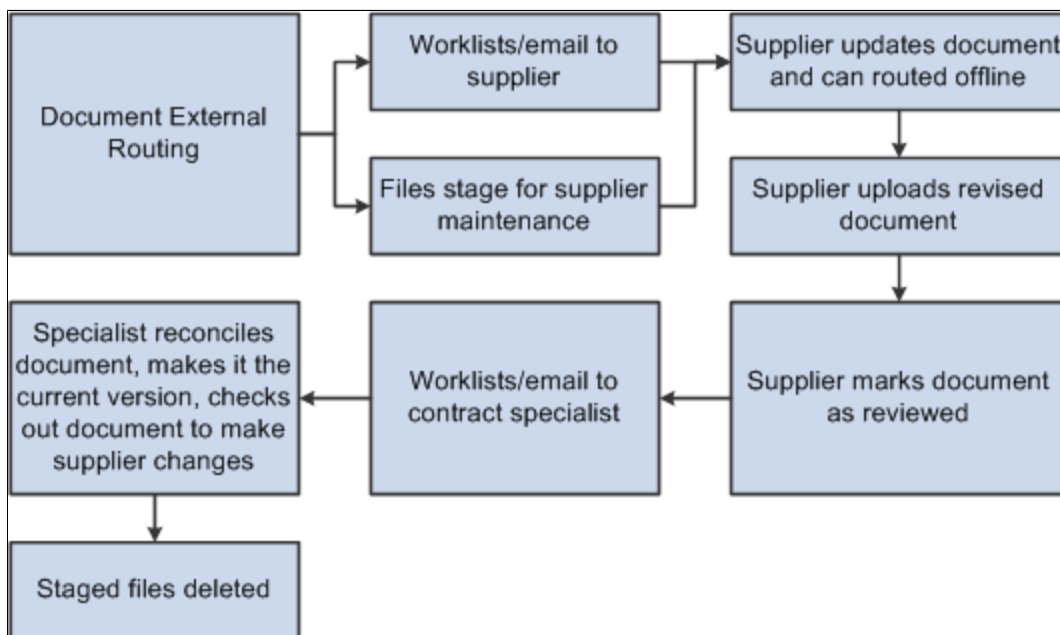 Document External
Routing
Worklists/email to
supplier
Files stage for supplier
maintenance
Supplier updates document
and can routed offline
Supplier uploads revised
document
Supplier marks document
as reviewed
Worklists/email to
contract specialist
Specialist reconciles
document, makes it the
current version, checks
out document to make
supplier changes
Staged files deleted